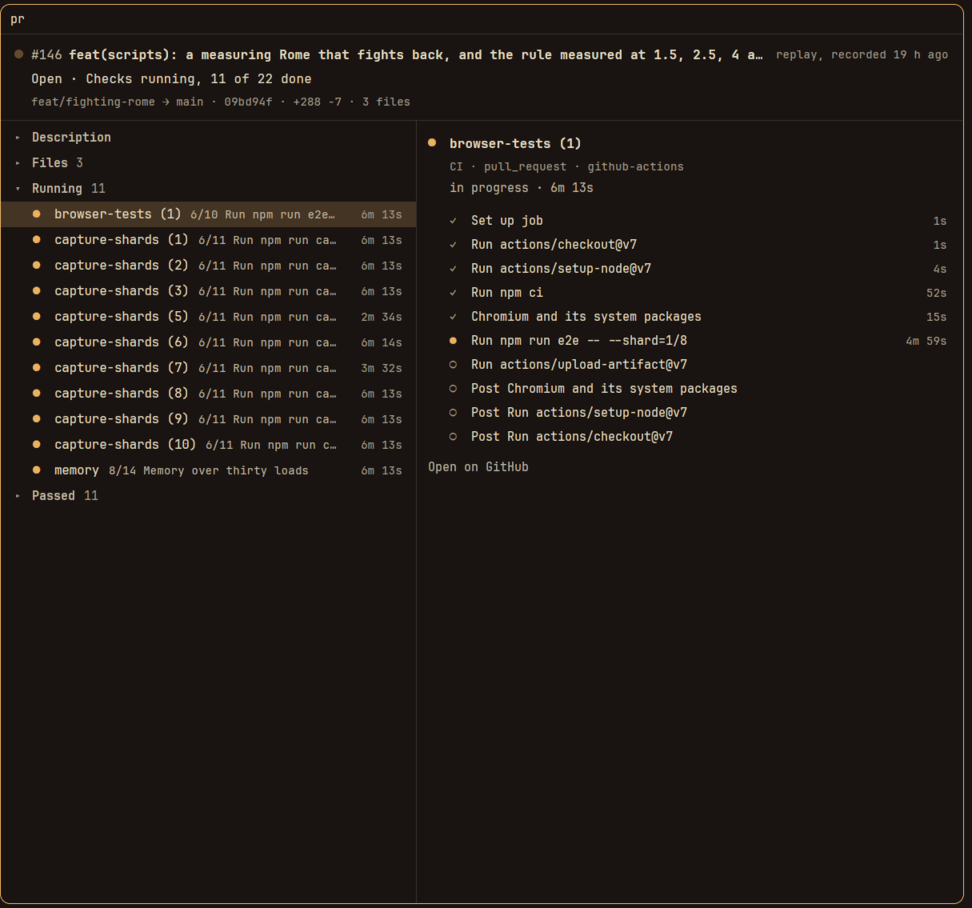 pr
#146 feat(scripts): a measuring Rome that fights back, and the rule measured at 1.5, 2.5, 4 a… replay, recorded 19 h ago
Open · Checks running, 11 of 22 done
feat/fighting-rome → main · 09bd94f · +288 -7 · 3 files
Description
Files 3
Running 11
browser-tests (1) 6/10 Run npm run e2e… 6m 13s
capture-shards (1) 6/11 Run npm run ca… 6m 13s
capture-shards (2) 6/11 Run npm run ca… 6m 13s
capture-shards (3) 6/11 Run npm run ca… 6m 13s
capture-shards (5) 6/11 Run npm run ca… 2m 34s
capture-shards (6) 6/11 Run npm run ca… 6m 14s
capture-shards (7) 6/11 Run npm run ca… 3m 32s
capture-shards (8) 6/11 Run npm run ca… 6m 13s
capture-shards (9) 6/11 Run npm run ca… 6m 13s
capture-shards (10) 6/11 Run npm run c… 6m 13s
memory 8/14 Memory over thirty loads 6m 13s
Passed 11
browser-tests (1)
CI · pull_request · github-actions
in progress · 6m 13s
✓ Set up job 1s
✓ Run actions/checkout@v7 1s
✓ Run actions/setup-node@v7 4s
✓ Run npm ci 52s
✓ Chromium and its system packages 15s
Run npm run e2e -- --shard=1/8 4m 59s
Run actions/upload-artifact@v7
Post Chromium and its system packages
Post Run actions/setup-node@v7
Post Run actions/checkout@v7
Open on GitHub